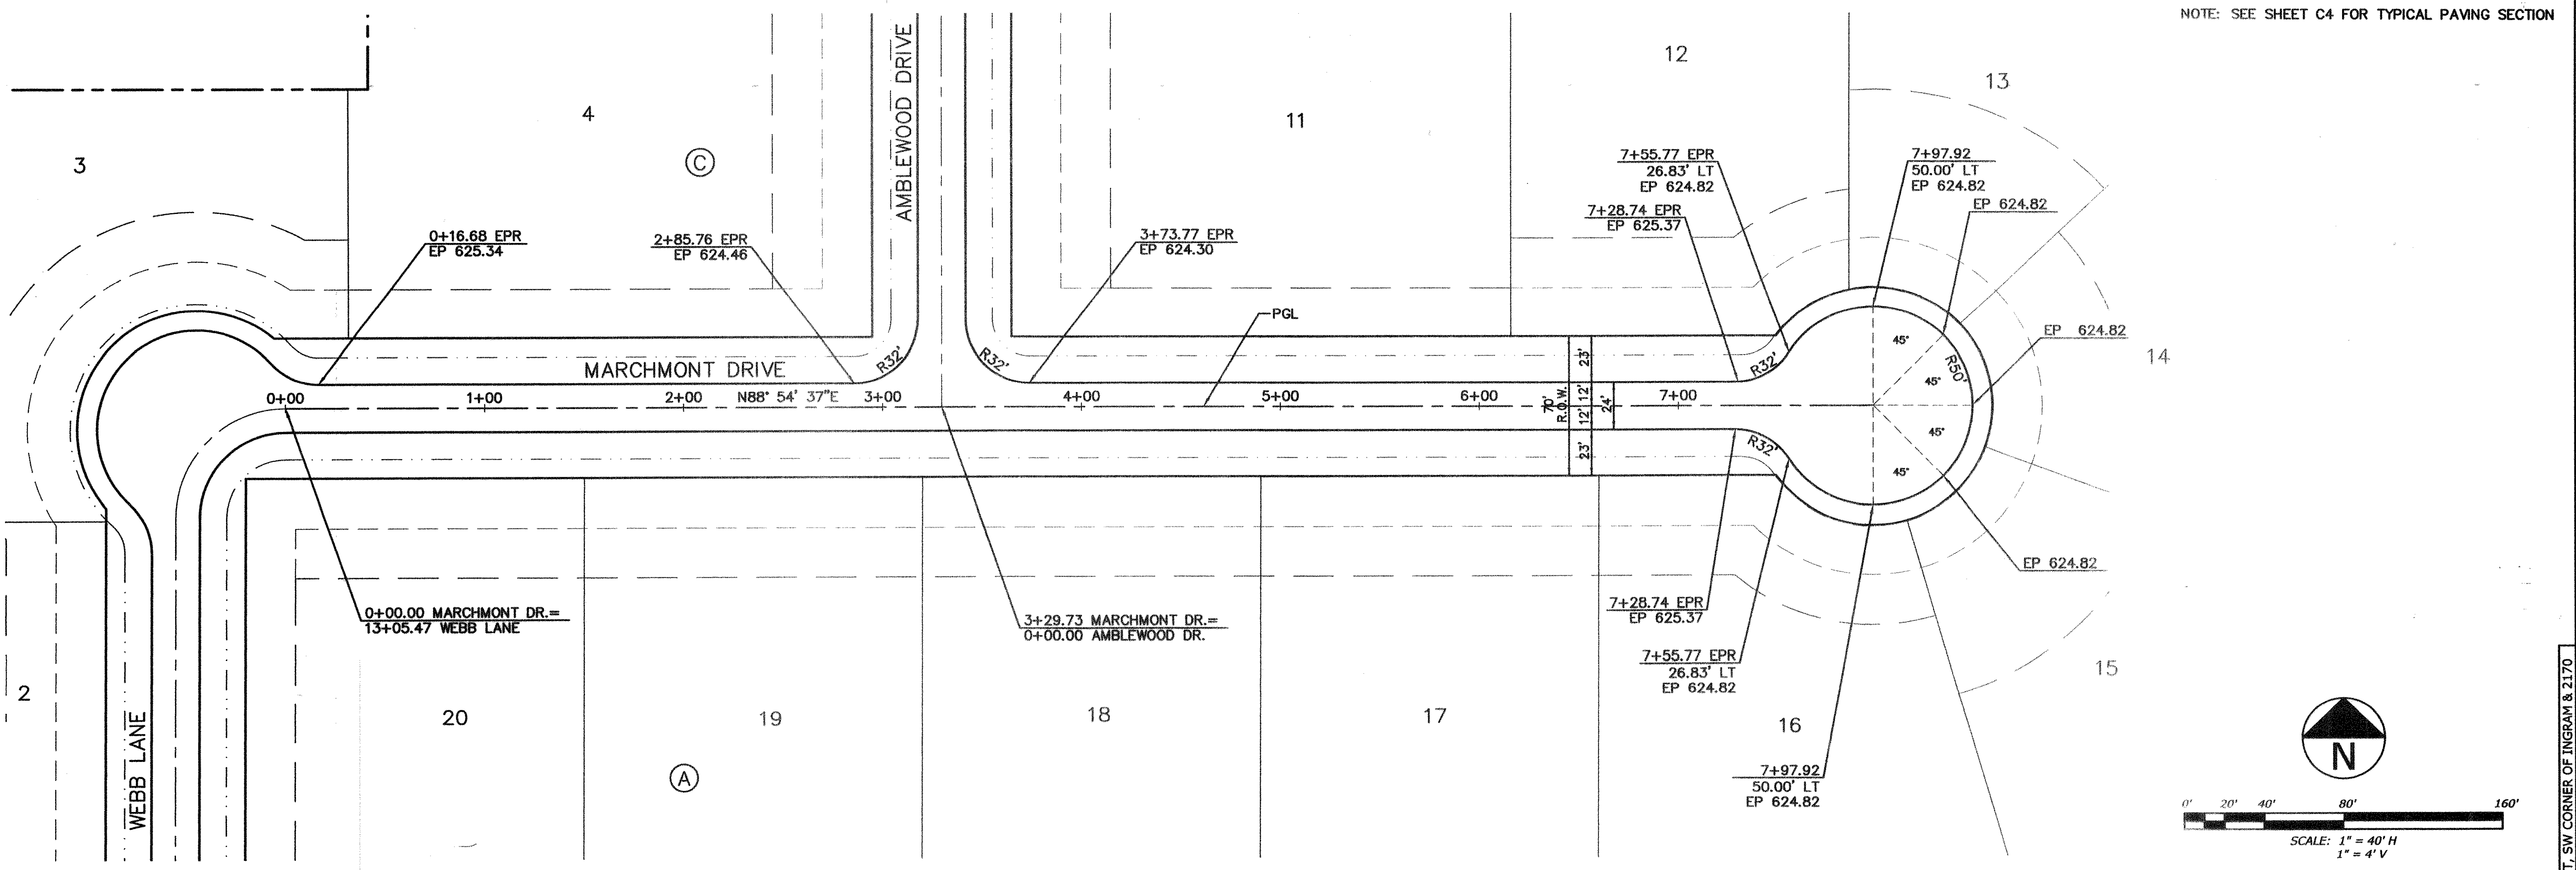 NOTE: SEE SHEET C4 FOR TYPICAL PAVING SECTION
12
13
4
11
3
C
AMBLEWOOD DRIVE
7+55.77 EPR
26.83' LT
EP 624.82
7+97.92
50.00' LT
EP 624.82
7+28.74 EPR
EP 625.37
EP 624.82
0+16.68 EPR
EP 625.34
2+85.76 EPR
EP 624.46
3+73.77 EPR
EP 624.30
PGL
EP 624.82
14
MARCHMONT DRIVE
R32'
R32'
R32'
R50'
45°
45°
45°
45°
23'
12'
12'
23'
24'
70'
R.O.W.
0+00
1+00
2+00
N88° 54' 37"E
3+00
4+00
5+00
6+00
7+00
R32'
EP 624.82
0+00.00 MARCHMONT DR.=
13+05.47 WEBB LANE
3+29.73 MARCHMONT DR.=
0+00.00 AMBLEWOOD DR.
7+28.74 EPR
EP 625.37
7+55.77 EPR
26.83' LT
EP 624.82
15
2
WEBB LANE
20
19
18
17
16
A
7+97.92
50.00' LT
EP 624.82
N
0' 20' 40' 80' 160'
SCALE: 1" = 40' H
1" = 4' V
T, SW CORNER OF INGRAM & 2170